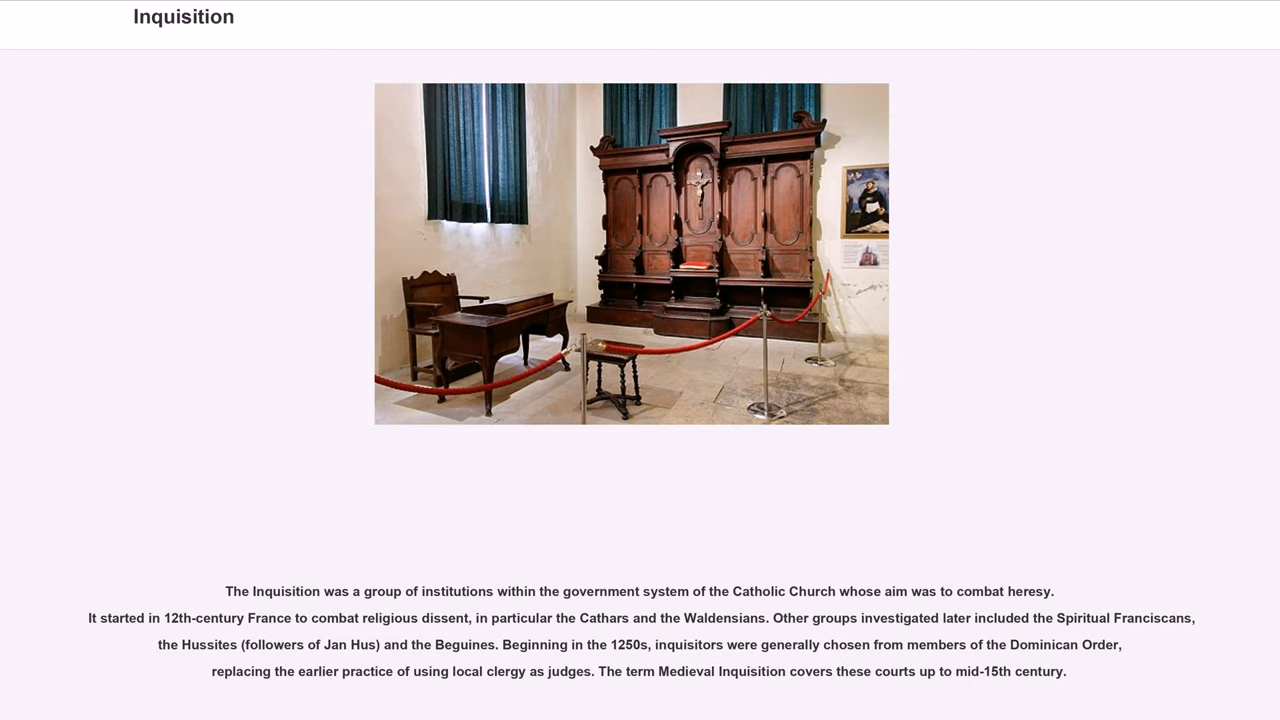 Inquisition
The Inquisition was a group of institutions within the government system of the Catholic Church whose aim was to combat heresy.
It started in 12th-century France to combat religious dissent, in particular the Cathars and the Waldensians. Other groups investigated later included the Spiritual Franciscans,
the Hussites (followers of Jan Hus) and the Beguines. Beginning in the 1250s, inquisitors were generally chosen from members of the Dominican Order,
replacing the earlier practice of using local clergy as judges. The term Medieval Inquisition covers these courts up to mid-15th century.